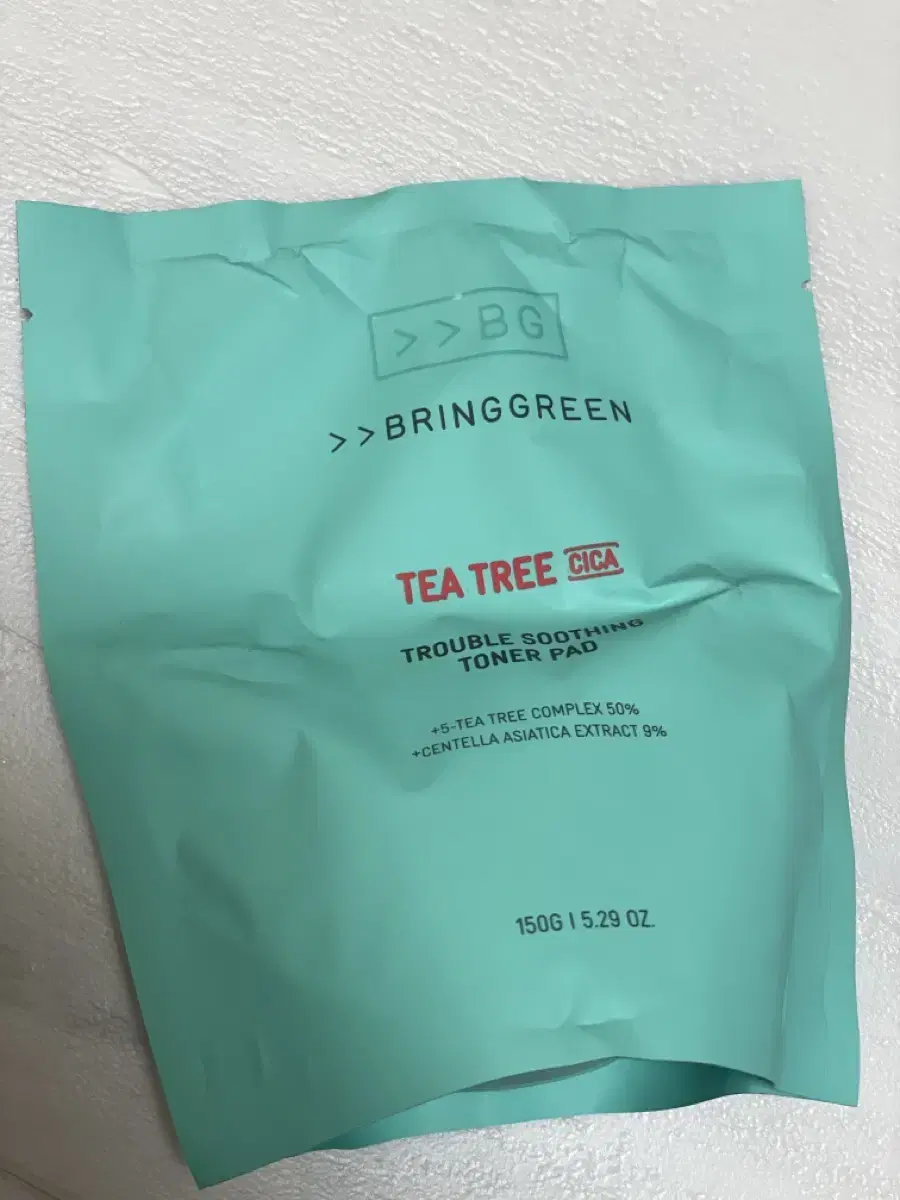 >>BG
>>BRINGGREEN
TEA TREE CICA
TROUBLE SOOTHING
TONER PAD
+5-TEA TREE COMPLEX 50%
+CENTELLA ASIATICA EXTRACT 9%
150G | 5.29 OZ.